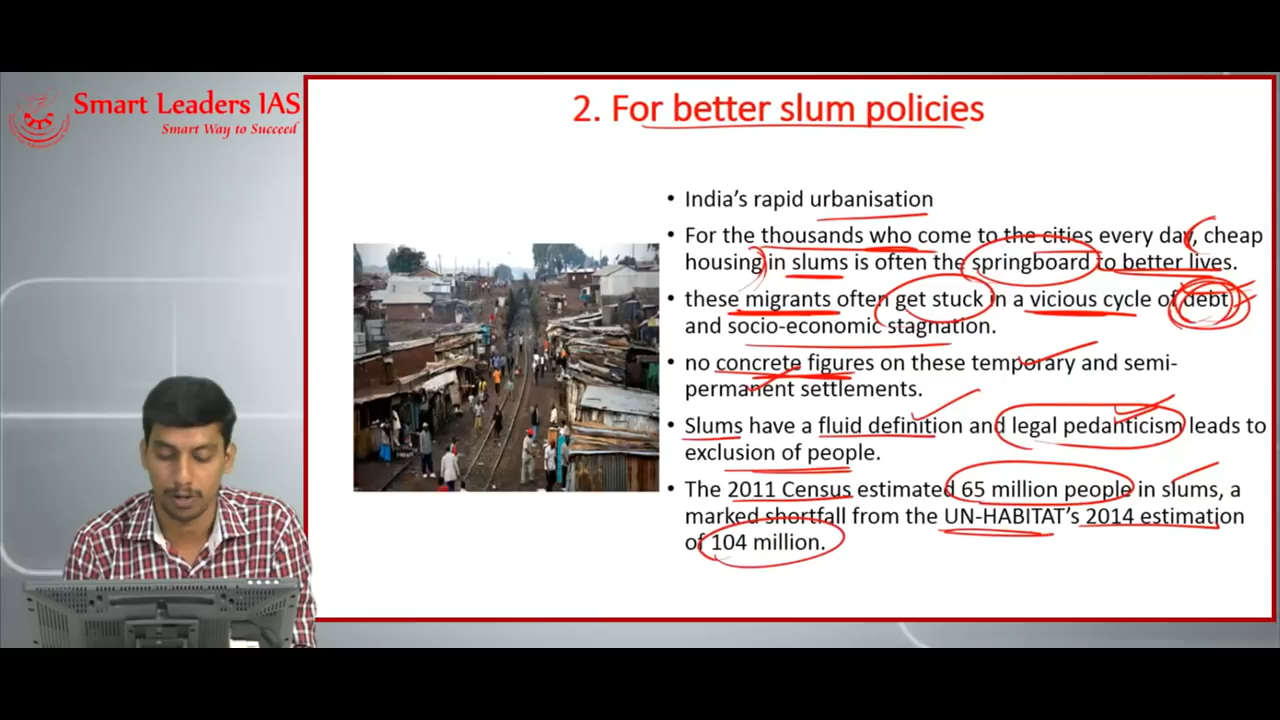 Smart Leaders IAS
Smart Way to Succeed
2. For better slum policies
• India’s rapid urbanisation
• For the thousands who come to the cities every day, cheap
housing in slums is often the springboard to better lives.
• these migrants often get stuck in a vicious cycle of debt
and socio-economic stagnation.
• no concrete figures on these temporary and semi-
permanent settlements.
• Slums have a fluid definition and legal pedanticism leads to
exclusion of people.
• The 2011 Census estimated 65 million people in slums, a
marked shortfall from the UN-HABITAT’s 2014 estimation
of 104 million.